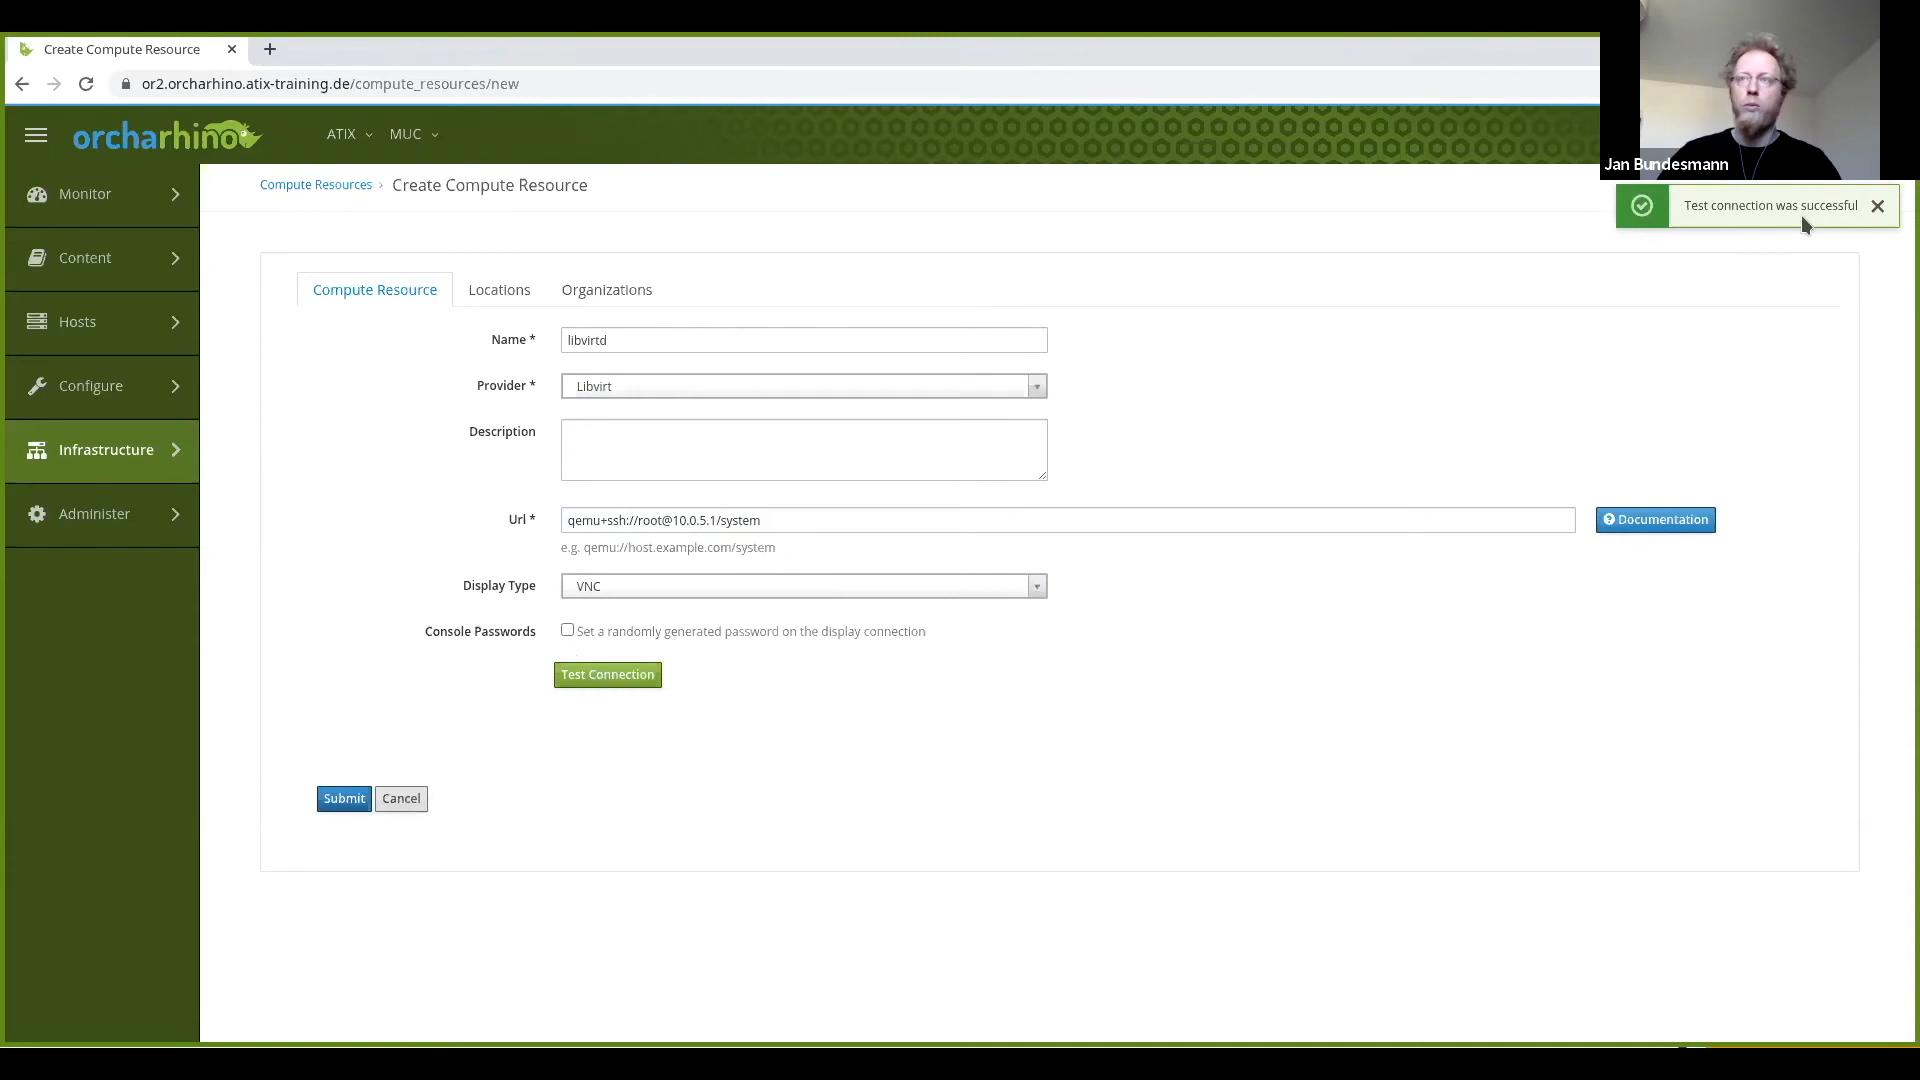 Create Compute Resource
or2.orcharhino.atix-training.de/compute_resources/new
orcharhino
ATIX
MUC
Jan Bundesmann
Monitor
Content
Hosts
Configure
Infrastructure
Administer
Compute Resources › Create Compute Resource
Test connection was successful
Compute Resource
Locations
Organizations
Name *
libvirtd
Provider *
Libvirt
Description
Url *
qemu+ssh://root@10.0.5.1/system
Documentation
e.g. qemu://host.example.com/system
Display Type
VNC
Console Passwords
Set a randomly generated password on the display connection
Test Connection
Submit
Cancel